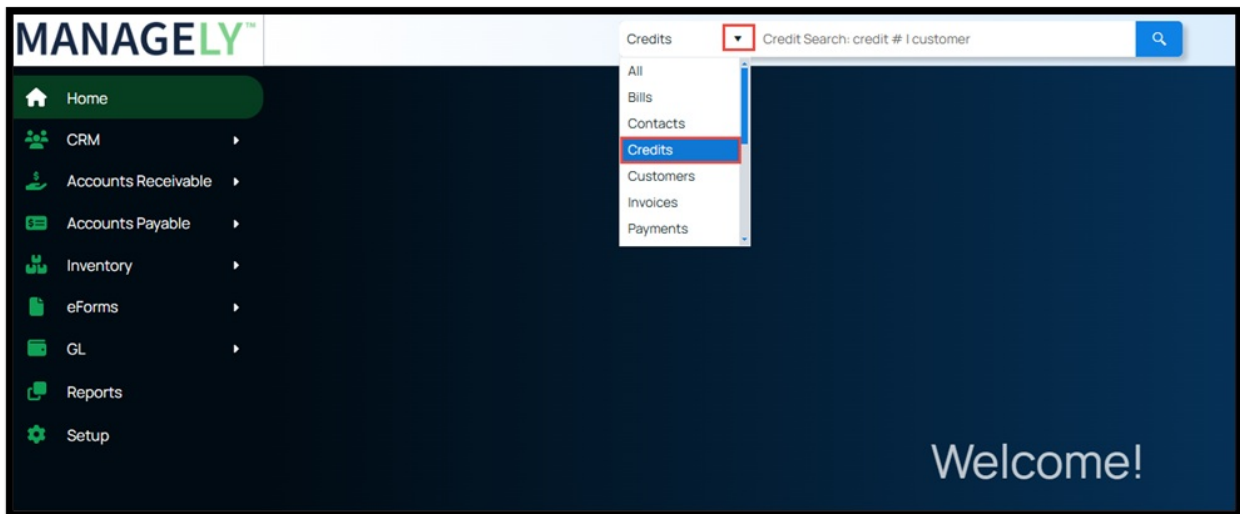 MANAGELY™
Credits
Credit Search: credit # | customer
All
Bills
Contacts
Credits
Customers
Invoices
Payments
Home
CRM
Accounts Receivable
Accounts Payable
Inventory
eForms
GL
Reports
Setup
Welcome!